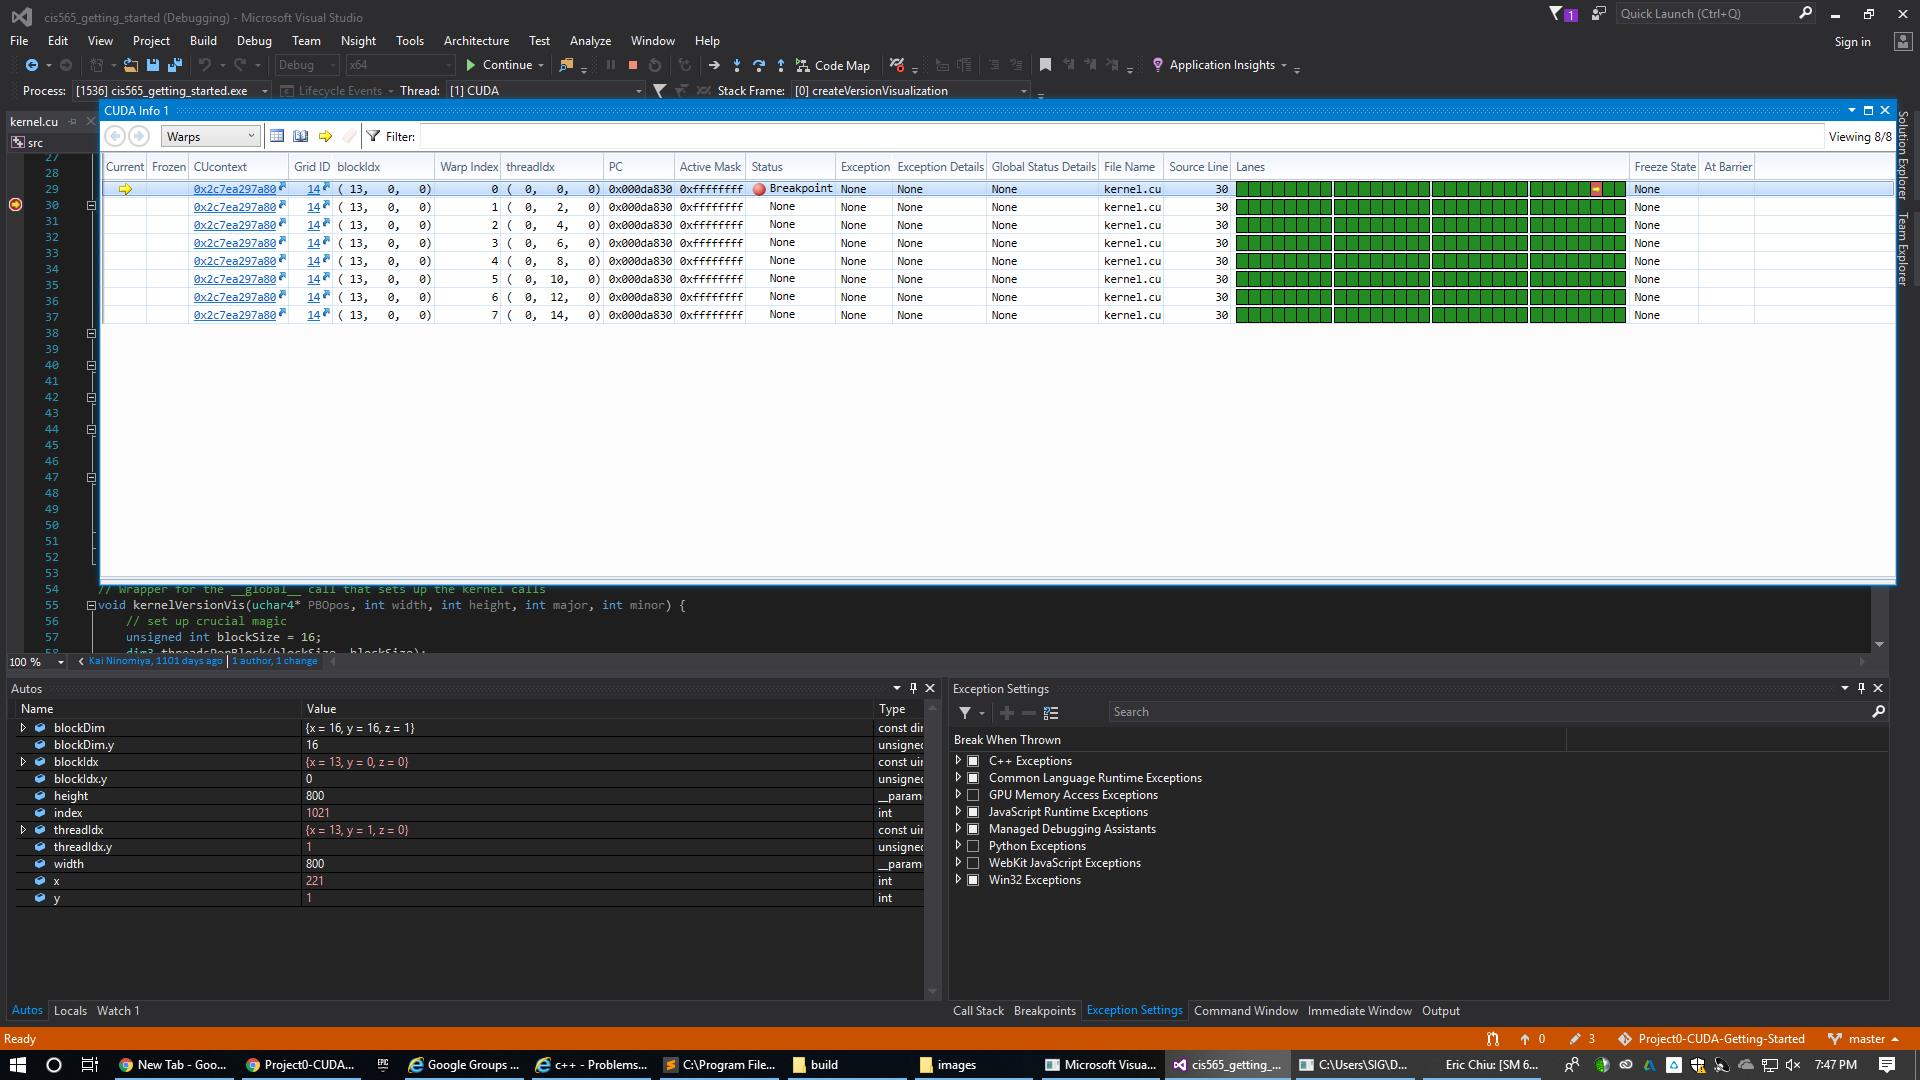 cis565_getting_started (Debugging) - Microsoft Visual Studio
1
Quick Launch (Ctrl+Q)
File Edit View Project Build Debug Team Nsight Tools Architecture Test Analyze Window Help
Sign in
Debug x64 Continue Code Map Application Insights
Process: [1536] cis565_getting_started.exe Lifecycle Events Thread: [1] CUDA Stack Frame: [0] createVersionVisualization
kernel.cu
src
CUDA Info 1
Warps Filter: Viewing 8/8
Current Frozen CUcontext Grid ID blockIdx Warp Index threadIdx PC Active Mask Status Exception Exception Details Global Status Details File Name Source Line Lanes Freeze State At Barrier
0x2c7ea297a80 14 ( 13, 0, 0) 0 ( 0, 0, 0) 0x000da830 0xffffffff Breakpoint None None None kernel.cu 30 None
0x2c7ea297a80 14 ( 13, 0, 0) 1 ( 0, 2, 0) 0x000da830 0xffffffff None None None None kernel.cu 30 None
0x2c7ea297a80 14 ( 13, 0, 0) 2 ( 0, 4, 0) 0x000da830 0xffffffff None None None None kernel.cu 30 None
0x2c7ea297a80 14 ( 13, 0, 0) 3 ( 0, 6, 0) 0x000da830 0xffffffff None None None None kernel.cu 30 None
0x2c7ea297a80 14 ( 13, 0, 0) 4 ( 0, 8, 0) 0x000da830 0xffffffff None None None None kernel.cu 30 None
0x2c7ea297a80 14 ( 13, 0, 0) 5 ( 0, 10, 0) 0x000da830 0xffffffff None None None None kernel.cu 30 None
0x2c7ea297a80 14 ( 13, 0, 0) 6 ( 0, 12, 0) 0x000da830 0xffffffff None None None None kernel.cu 30 None
0x2c7ea297a80 14 ( 13, 0, 0) 7 ( 0, 14, 0) 0x000da830 0xffffffff None None None None kernel.cu 30 None
Solution Explorer
Team Explorer
27
28
29
30
31
32
33
34
35
36
37
38
39
40
41
42
43
44
45
46
47
48
49
50
51
52
53
54 // Wrapper for the __global__ call that sets up the kernel calls
55 void kernelVersionVis(uchar4* PBOpos, int width, int height, int major, int minor) {
56 // set up crucial magic
57 unsigned int blockSize = 16;
58 dim3 threadsPerBlock(blockSize, blockSize);
100 % Kai Ninomiya, 1101 days ago | 1 author, 1 change
Autos
Name Value Type
blockDim {x = 16, y = 16, z = 1} const dim
blockDim.y 16 unsigned
blockIdx {x = 13, y = 0, z = 0} const uin
blockIdx.y 0 unsigned
height 800 __param
index 1021 int
threadIdx {x = 13, y = 1, z = 0} const uin
threadIdx.y 1 unsigned
width 800 __param
x 221 int
y 1 int
Autos Locals Watch 1
Exception Settings
Search
Break When Thrown
C++ Exceptions
Common Language Runtime Exceptions
GPU Memory Access Exceptions
JavaScript Runtime Exceptions
Managed Debugging Assistants
Python Exceptions
WebKit JavaScript Exceptions
Win32 Exceptions
Call Stack Breakpoints Exception Settings Command Window Immediate Window Output
Ready 0 3 Project0-CUDA-Getting-Started master
New Tab - Goo... Project0-CUDA... EPIC Google Groups ... c++ - Problems... C:\Program File... build images Microsoft Visua... cis565_getting_... C:\Users\SIG\D... Eric Chiu: [SM 6... 7:47 PM